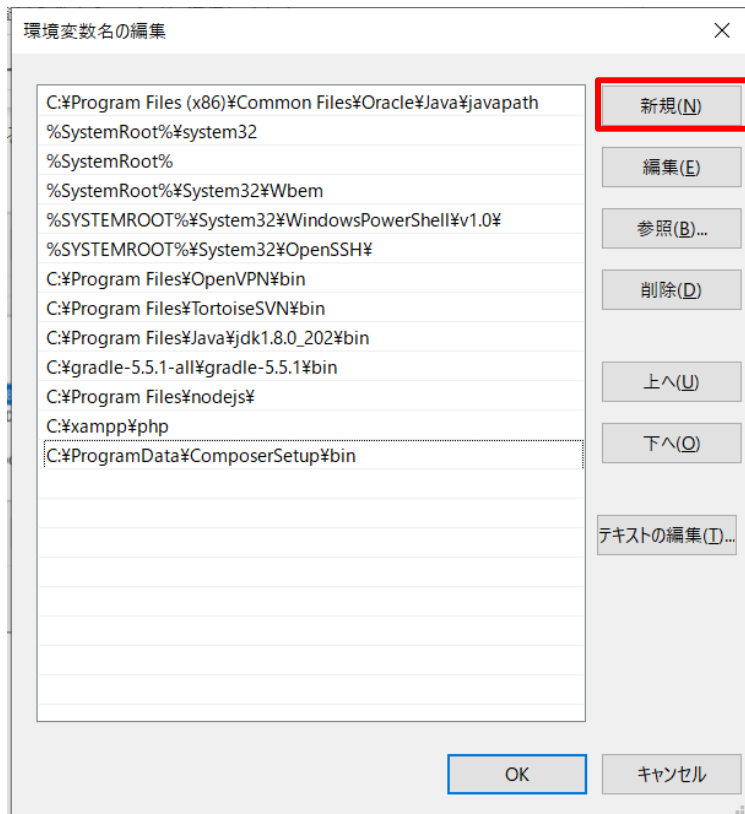 環境変数名の編集
C:¥Program Files (x86)¥Common Files¥Oracle¥Java¥javapath
%SystemRoot%¥system32
%SystemRoot%
%SystemRoot%¥System32¥Wbem
%SYSTEMROOT%¥System32¥WindowsPowerShell¥v1.0¥
%SYSTEMROOT%¥System32¥OpenSSH¥
C:¥Program Files¥OpenVPN¥bin
C:¥Program Files¥TortoiseSVN¥bin
C:¥Program Files¥Java¥jdk1.8.0_202¥bin
C:¥gradle-5.5.1-all¥gradle-5.5.1¥bin
C:¥Program Files¥nodejs¥
C:¥xampp¥php
C:¥ProgramData¥ComposerSetup¥bin
新規(N)
編集(E)
参照(B)...
削除(D)
上へ(U)
下へ(O)
テキストの編集(T)...
OK
キャンセル